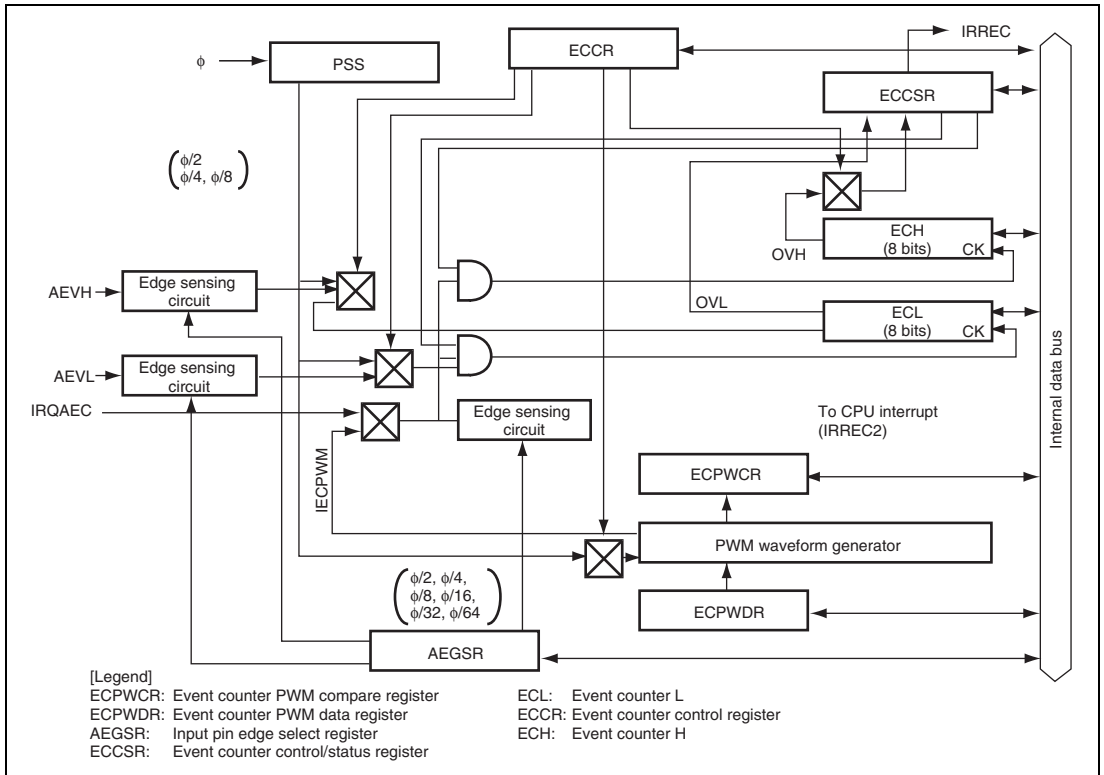 IRREC
ECCR
φ
PSS
ECCSR
φ/2
φ/4, φ/8
ECH
(8 bits)
CK
OVH
Edge sensing
circuit
AEVH
OVL
ECL
(8 bits)
CK
Edge sensing
circuit
AEVL
IRQAEC
Edge sensing
circuit
To CPU interrupt
(IRREC2)
Internal data bus
IECPWM
ECPWCR
PWM waveform generator
φ/2, φ/4,
φ/8, φ/16,
φ/32, φ/64
ECPWDR
AEGSR
[Legend]
ECPWCR: Event counter PWM compare register
ECPWDR: Event counter PWM data register
AEGSR: Input pin edge select register
ECCSR: Event counter control/status register
ECL: Event counter L
ECCR: Event counter control register
ECH: Event counter H